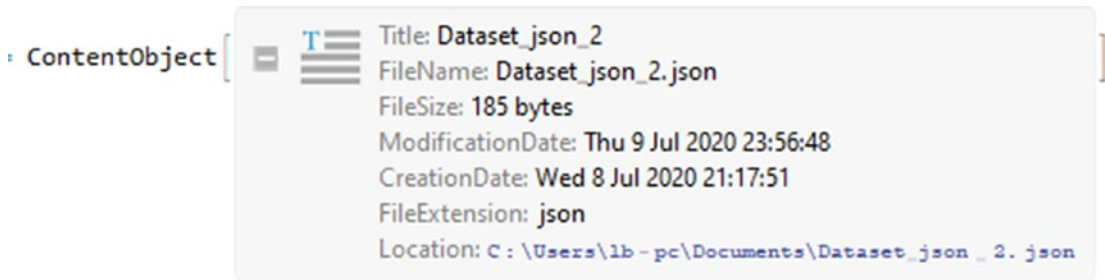 = ContentObject[
T
Title: Dataset_json_2
FileName: Dataset_json_2.json
FileSize: 185 bytes
ModificationDate: Thu 9 Jul 2020 23:56:48
CreationDate: Wed 8 Jul 2020 21:17:51
FileExtension: json
Location: C:\Users\lb-pc\Documents\Dataset_json_2.json
]